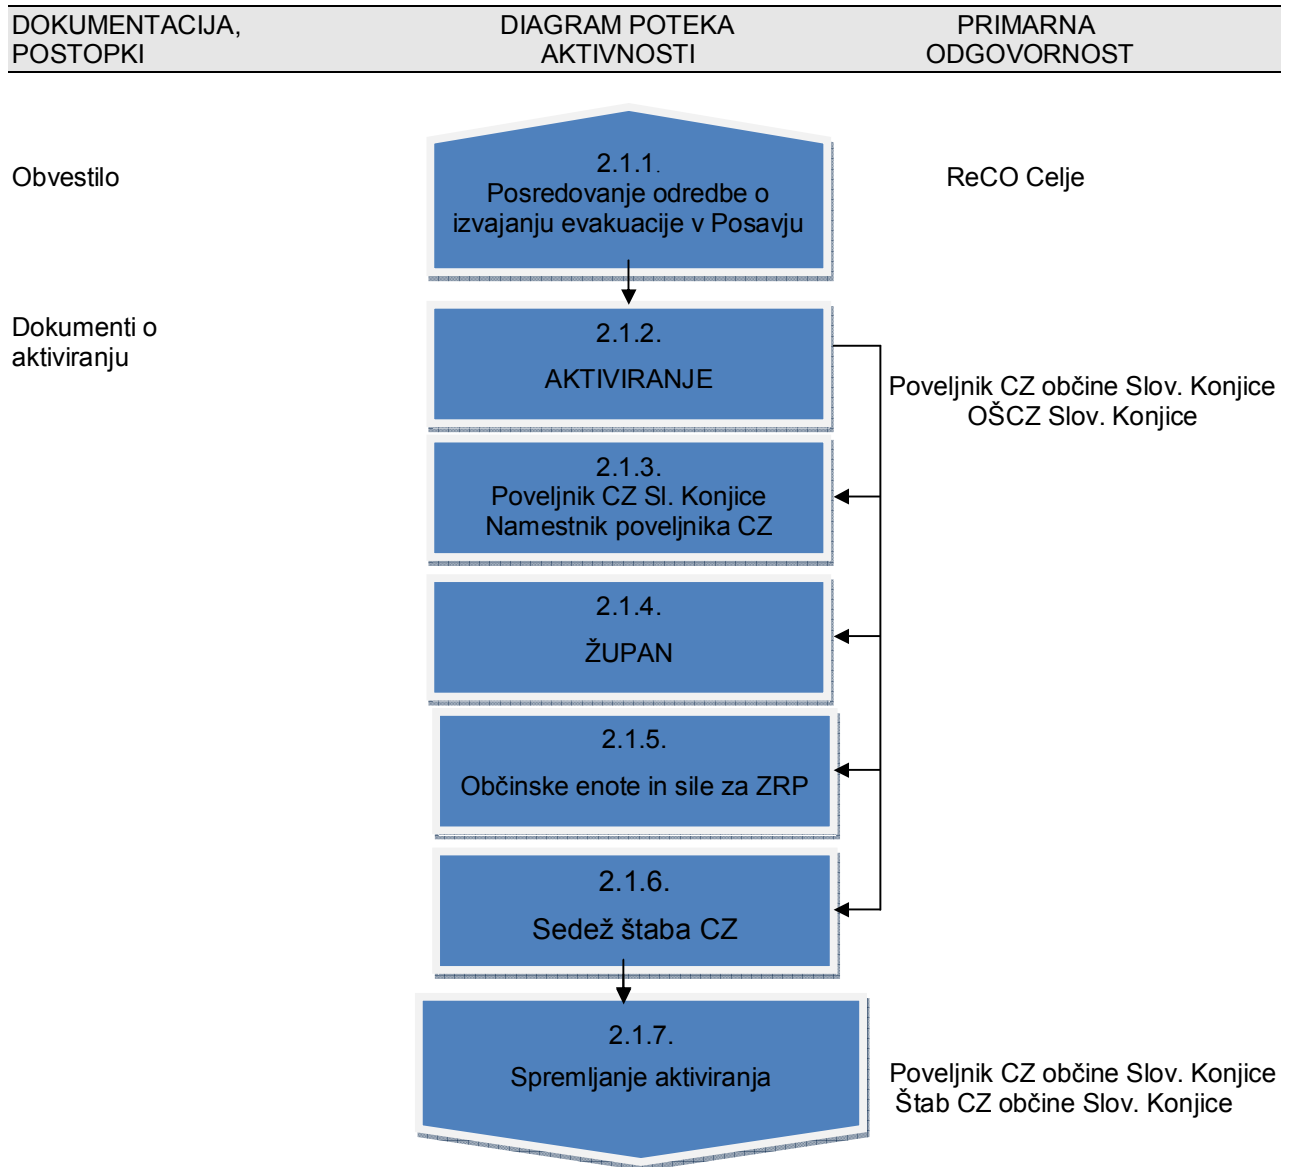 DOKUMENTACIJA,
POSTOPKI
DIAGRAM POTEKA
AKTIVNOSTI
PRIMARNA
ODGOVORNOST
Obvestilo
2.1.1.
Posredovanje odredbe o
izvajanju evakuacije v Posavju
ReCO Celje
Dokumenti o
aktiviranju
2.1.2.
AKTIVIRANJE
Poveljnik CZ občine Slov. Konjice
OŠCZ Slov. Konjice
2.1.3.
Poveljnik CZ Sl. Konjice
Namestnik poveljnika CZ
2.1.4.
ŽUPAN
2.1.5.
Občinske enote in sile za ZRP
2.1.6.
Sedež štaba CZ
2.1.7.
Spremljanje aktiviranja
Poveljnik CZ občine Slov. Konjice
Štab CZ občine Slov. Konjice